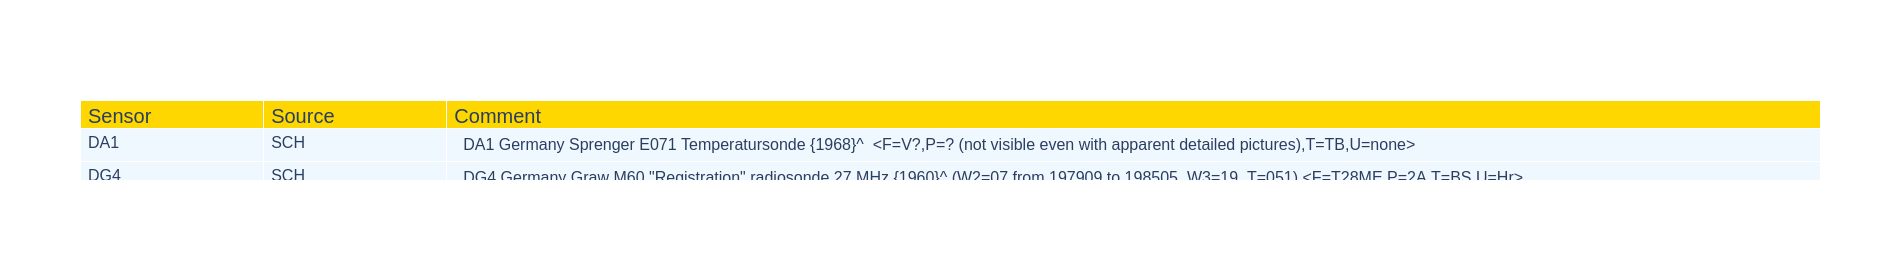 Sensor Source Comment
DA1 SCH DA1 Germany Sprenger E071 Temperatursonde {1968}^ <F=V?,P=? (not visible even with apparent detailed pictures),T=TB,U=none>
DG4 SCH DG4 Germany Graw M60 "Registration" radiosonde 27 MHz {1960}^ (W2=07 from 197909 to 198505, W3=19, T=051) <F=T28ME,P=2A,T=BS,U=Hr>